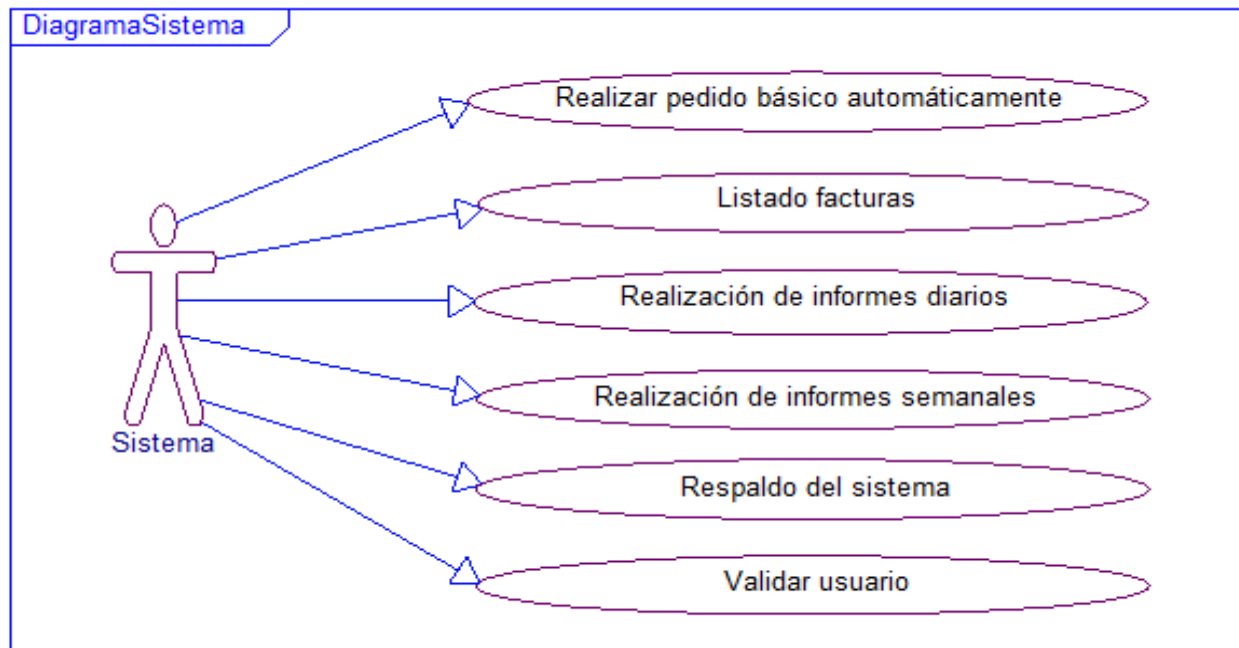 DiagramaSistema
Realizar pedido básico automáticamente
Listado facturas
Realización de informes diarios
Realización de informes semanales
Sistema
Respaldo del sistema
Validar usuario